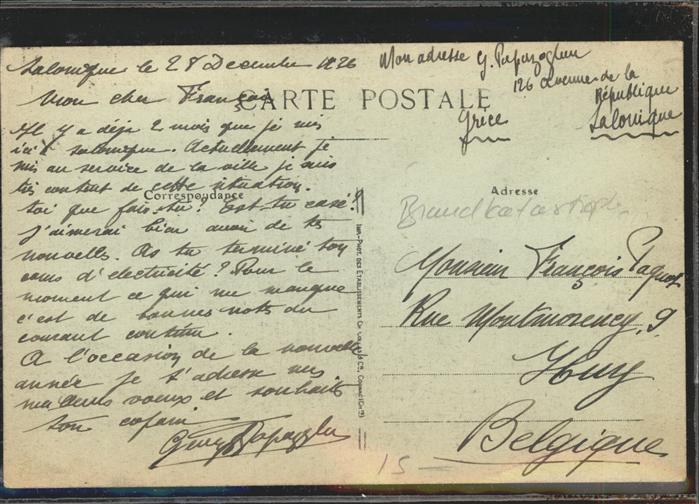 Salonique le 28 Decembre 1926
Mon cher François
Il y a déjà 2 mois que je suis
ici à Salonique. Actuellement je
suis au service de la ville je suis
très content de cette situation.
toi que fais-tu? Est-tu casé?
J'aimerai bien avoir de tes
nouvelles. As tu terminé ton
cours d'électricité? Pour le
moment ce qui me manque
c'est de bonnes notes du
courant continu.
A l'occasion de la nouvelle
année je t'adresse mes
meilleurs voeux et souhaits
ton copain
Papazoglu
Mon adresse G. Papazoglou
126 Avenue de la
République
Salonique
Grèce
CARTE POSTALE
Correspondance
Adresse
Brandkatastrophe
Monsieur François Paquot
Rue Montmorency, 9
Huy
Belgique
15